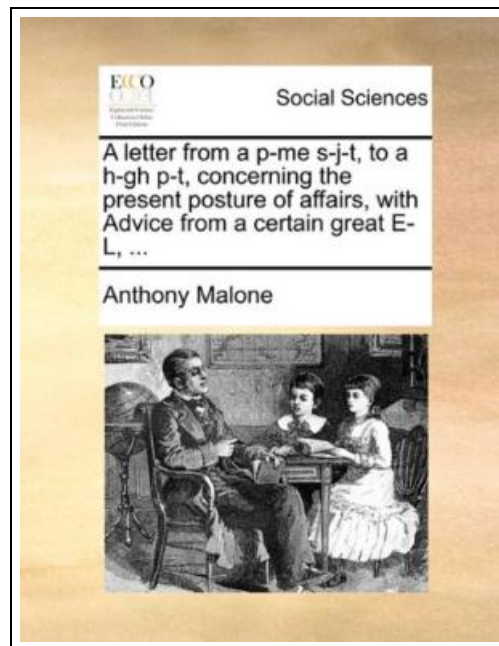 ECCO
Social Sciences
A letter from a p-me s-j-t, to a
h-gh p-t, concerning the
present posture of affairs, with
Advice from a certain great E-
L, ...
Anthony Malone